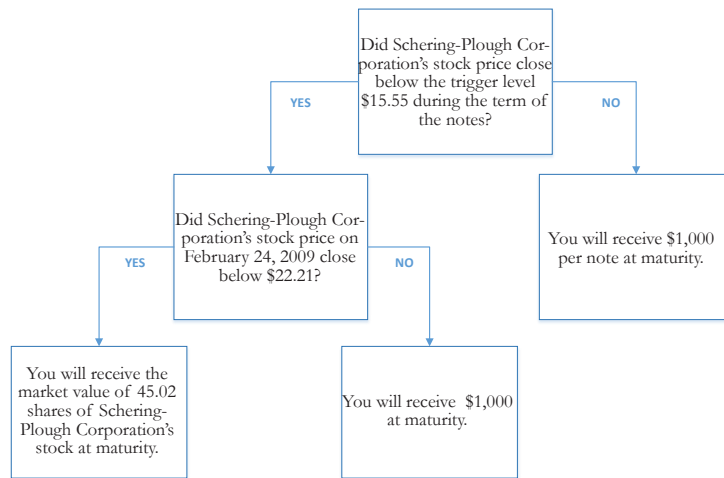 Did Schering-Plough Cor-
poration's stock price close
below the trigger level
$15.55 during the term of
the notes?
YES
NO
Did Schering-Plough Cor-
poration's stock price on
February 24, 2009 close
below $22.21?
You will receive $1,000
per note at maturity.
YES
NO
You will receive the
market value of 45.02
shares of Schering-
Plough Corporation's
stock at maturity.
You will receive $1,000
at maturity.